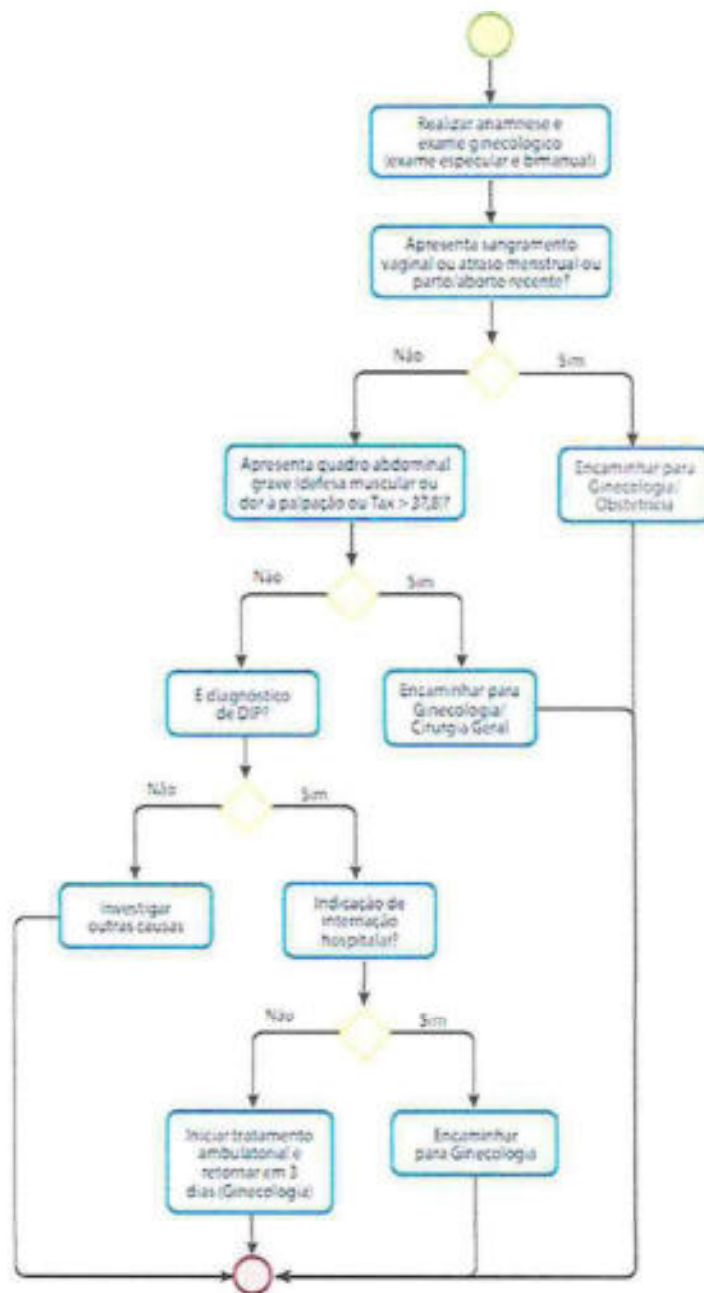 Realizar anamnese e
exame ginecológico
(exame especular e bimanual)
Apresenta sangramento
vaginal ou atraso menstrual ou
parto/aborto recente?
Não
Sim
Apresenta quadro abdominal
grave (defesa muscular ou
dor a palpação ou Tax > 37,8)?
Encaminhar para
Ginecologia/
Obstetrícia
Não
Sim
É diagnóstico
de DIP?
Encaminhar para
Ginecologia/
Cirurgia Geral
Não
Sim
Investigar
outras causas
Indicação de
internação
hospitalar?
Não
Sim
Iniciar tratamento
ambulatorial e
retornar em 3
dias (Ginecologia)
Encaminhar
para Ginecologia